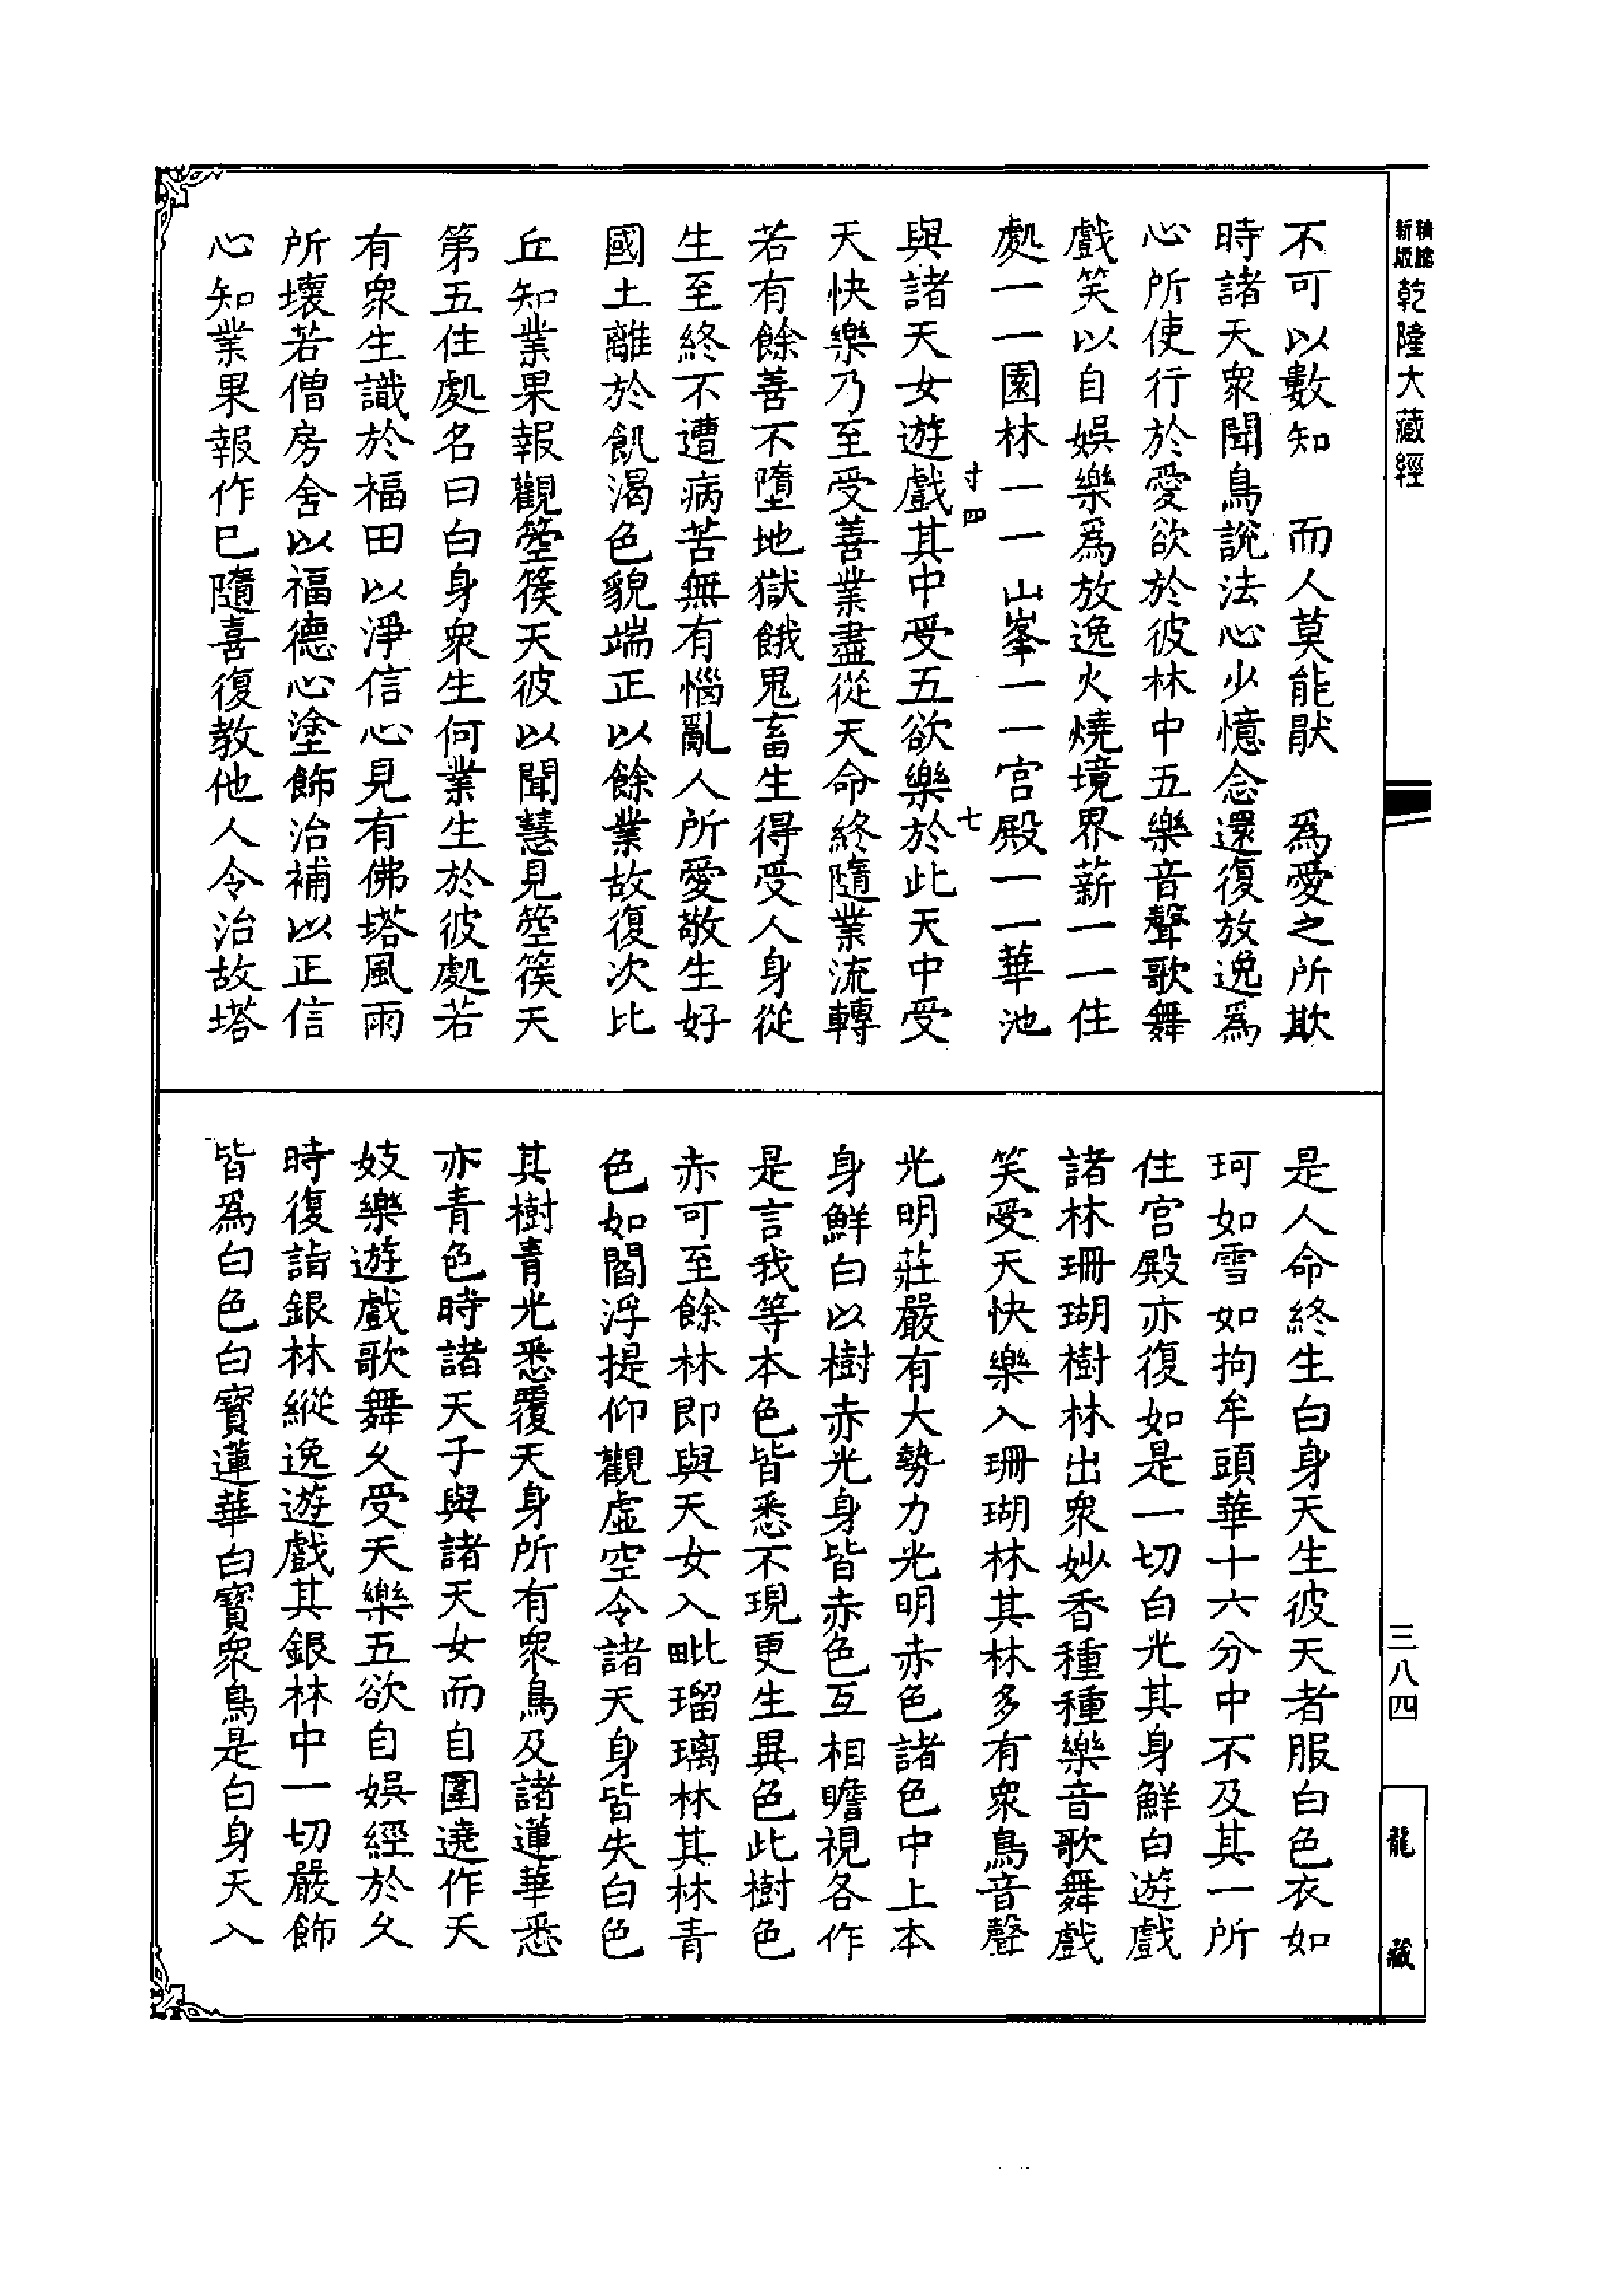 精縮
新版
乾隆大藏經
不可以數知　而人莫能猒　爲愛之所欺
時諸天衆聞鳥說法心少憶念還復放逸爲
心所使行於愛欲於彼林中五樂音聲歌舞
戲笑以自娛樂爲放逸火燒境界薪一一住
處一一園林一一山峯一一宮殿一一華池
寸四　七
與諸天女遊戲其中受五欲樂於此天中受
天快樂乃至受善業盡從天命終隨業流轉
若有餘善不墮地獄餓鬼畜生得受人身從
生至終不遭病苦無有惱亂人所愛敬生好
國土離於飢渴色貌端正以餘業故復次比
丘知業果報觀箜篌天彼以聞慧見箜篌天
第五住處名曰白身衆生何業生於彼處若
有衆生識於福田以淨信心見有佛塔風雨
所壞若僧房舍以福德心塗飾治補以正信
心知業果報作已隨喜復教他人令治故塔
是人命終生白身天生彼天者服白色衣如
珂如雪如拘牟頭華十六分中不及其一所
住宮殿亦復如是一切白光其身鮮白遊戲
諸林珊瑚樹林出衆妙香種種樂音歌舞戲
笑受天快樂入珊瑚林其林多有衆鳥音聲
光明莊嚴有大勢力光明赤色諸色中上本
身鮮白以樹赤光身皆赤色互相瞻視各作
是言我等本色皆悉不現更生異色此樹色
赤可至餘林即與天女入毗瑠璃林其林青
色如閻浮提仰觀虛空令諸天身皆失白色
其樹青光悉覆天身所有衆鳥及諸蓮華悉
亦青色時諸天子與諸天女而自圍遶作天
妓樂遊戲歌舞久受天樂五欲自娛經於久
時復詣銀林縱逸遊戲其銀林中一切嚴飾
皆爲白色白寶蓮華白寶衆鳥是白身天入
三八四
龍藏